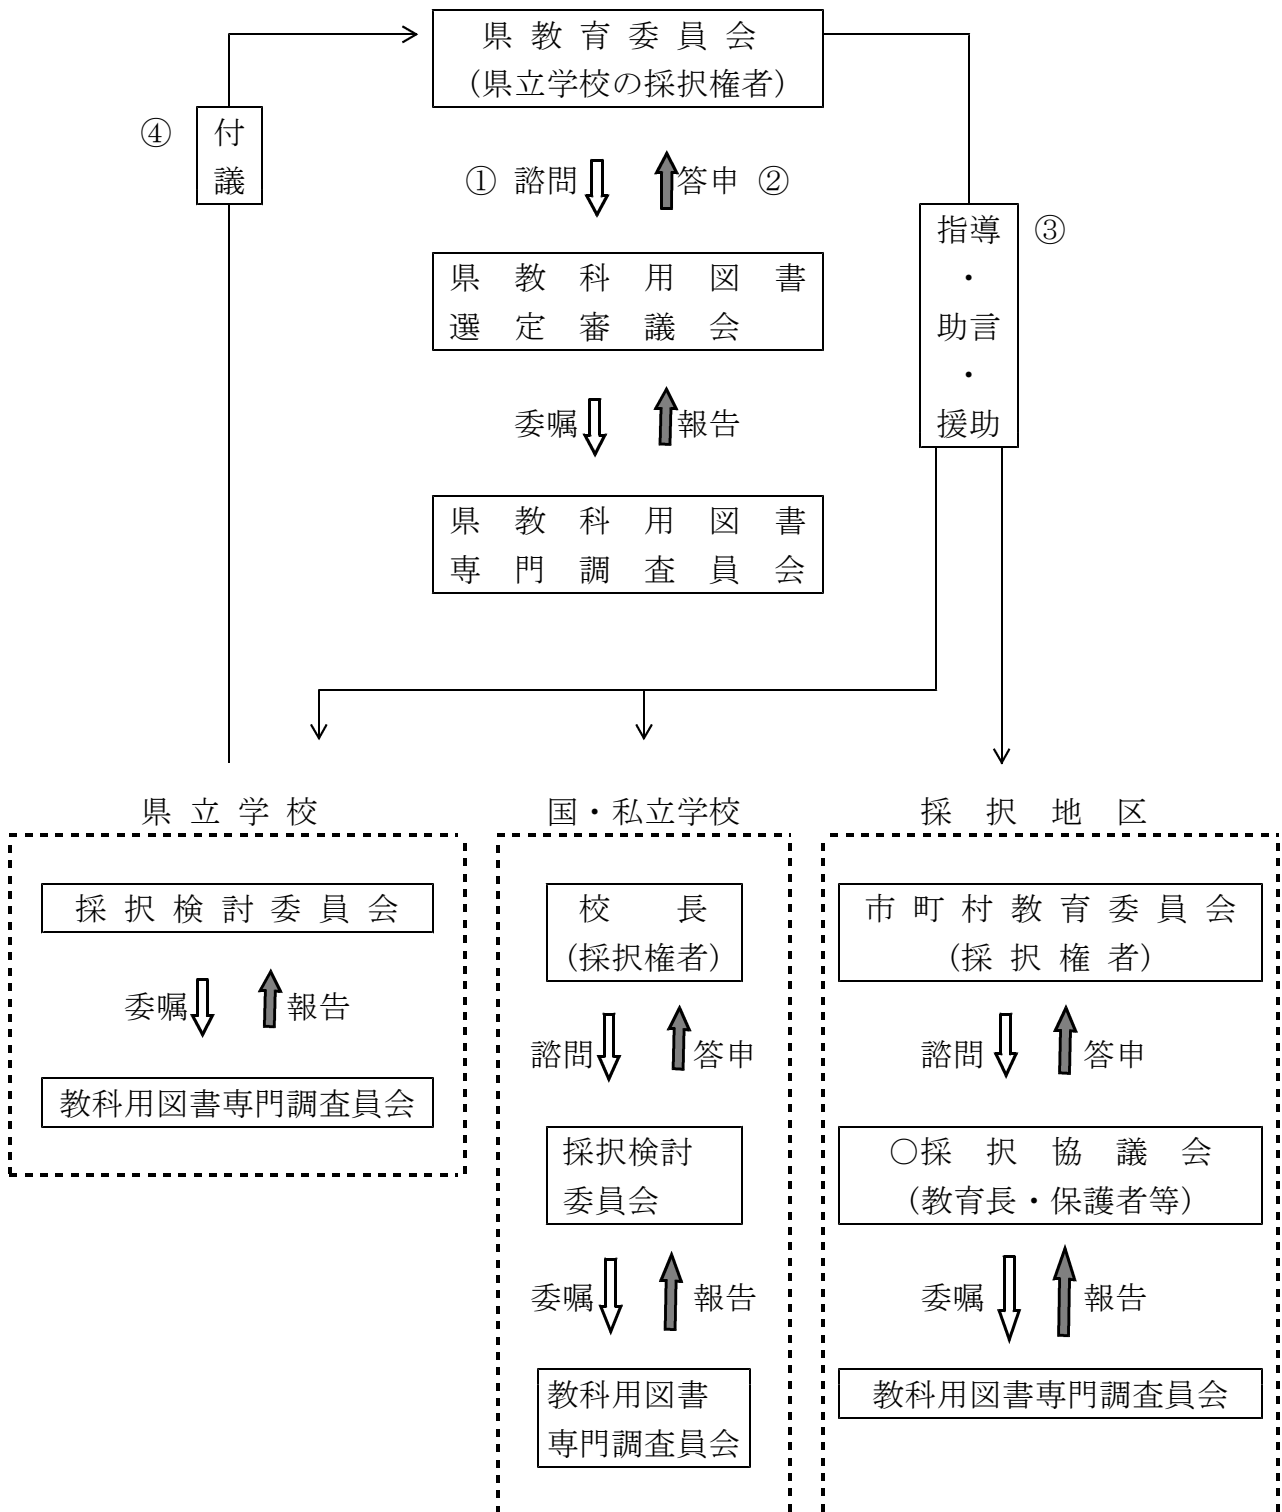 県教育委員会
（県立学校の採択権者）
④
付
議
① 諮問
答申 ②
指導
・
助言
・
援助
③
県教科用図書
選定審議会
委嘱
報告
県教科用図書
専門調査員会
県立学校
国・私立学校
採択地区
採択検討委員会
委嘱
報告
教科用図書専門調査員会
校長
（採択権者）
諮問
答申
採択検討
委員会
委嘱
報告
教科用図書
専門調査員会
市町村教育委員会
（採択権者）
諮問
答申
○採択協議会
（教育長・保護者等）
委嘱
報告
教科用図書専門調査員会